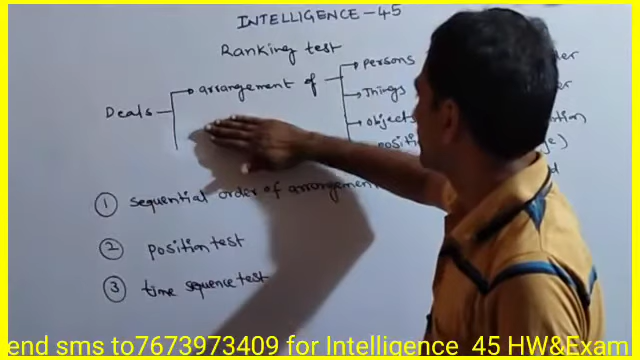 INTELLIGENCE-45
Ranking test
Deals
arrangement of
persons
Things
objects
① sequential order of arrangement
② position test
③ time sequence test
end sms to7673973409 for Intelligence 45 HW&Exam